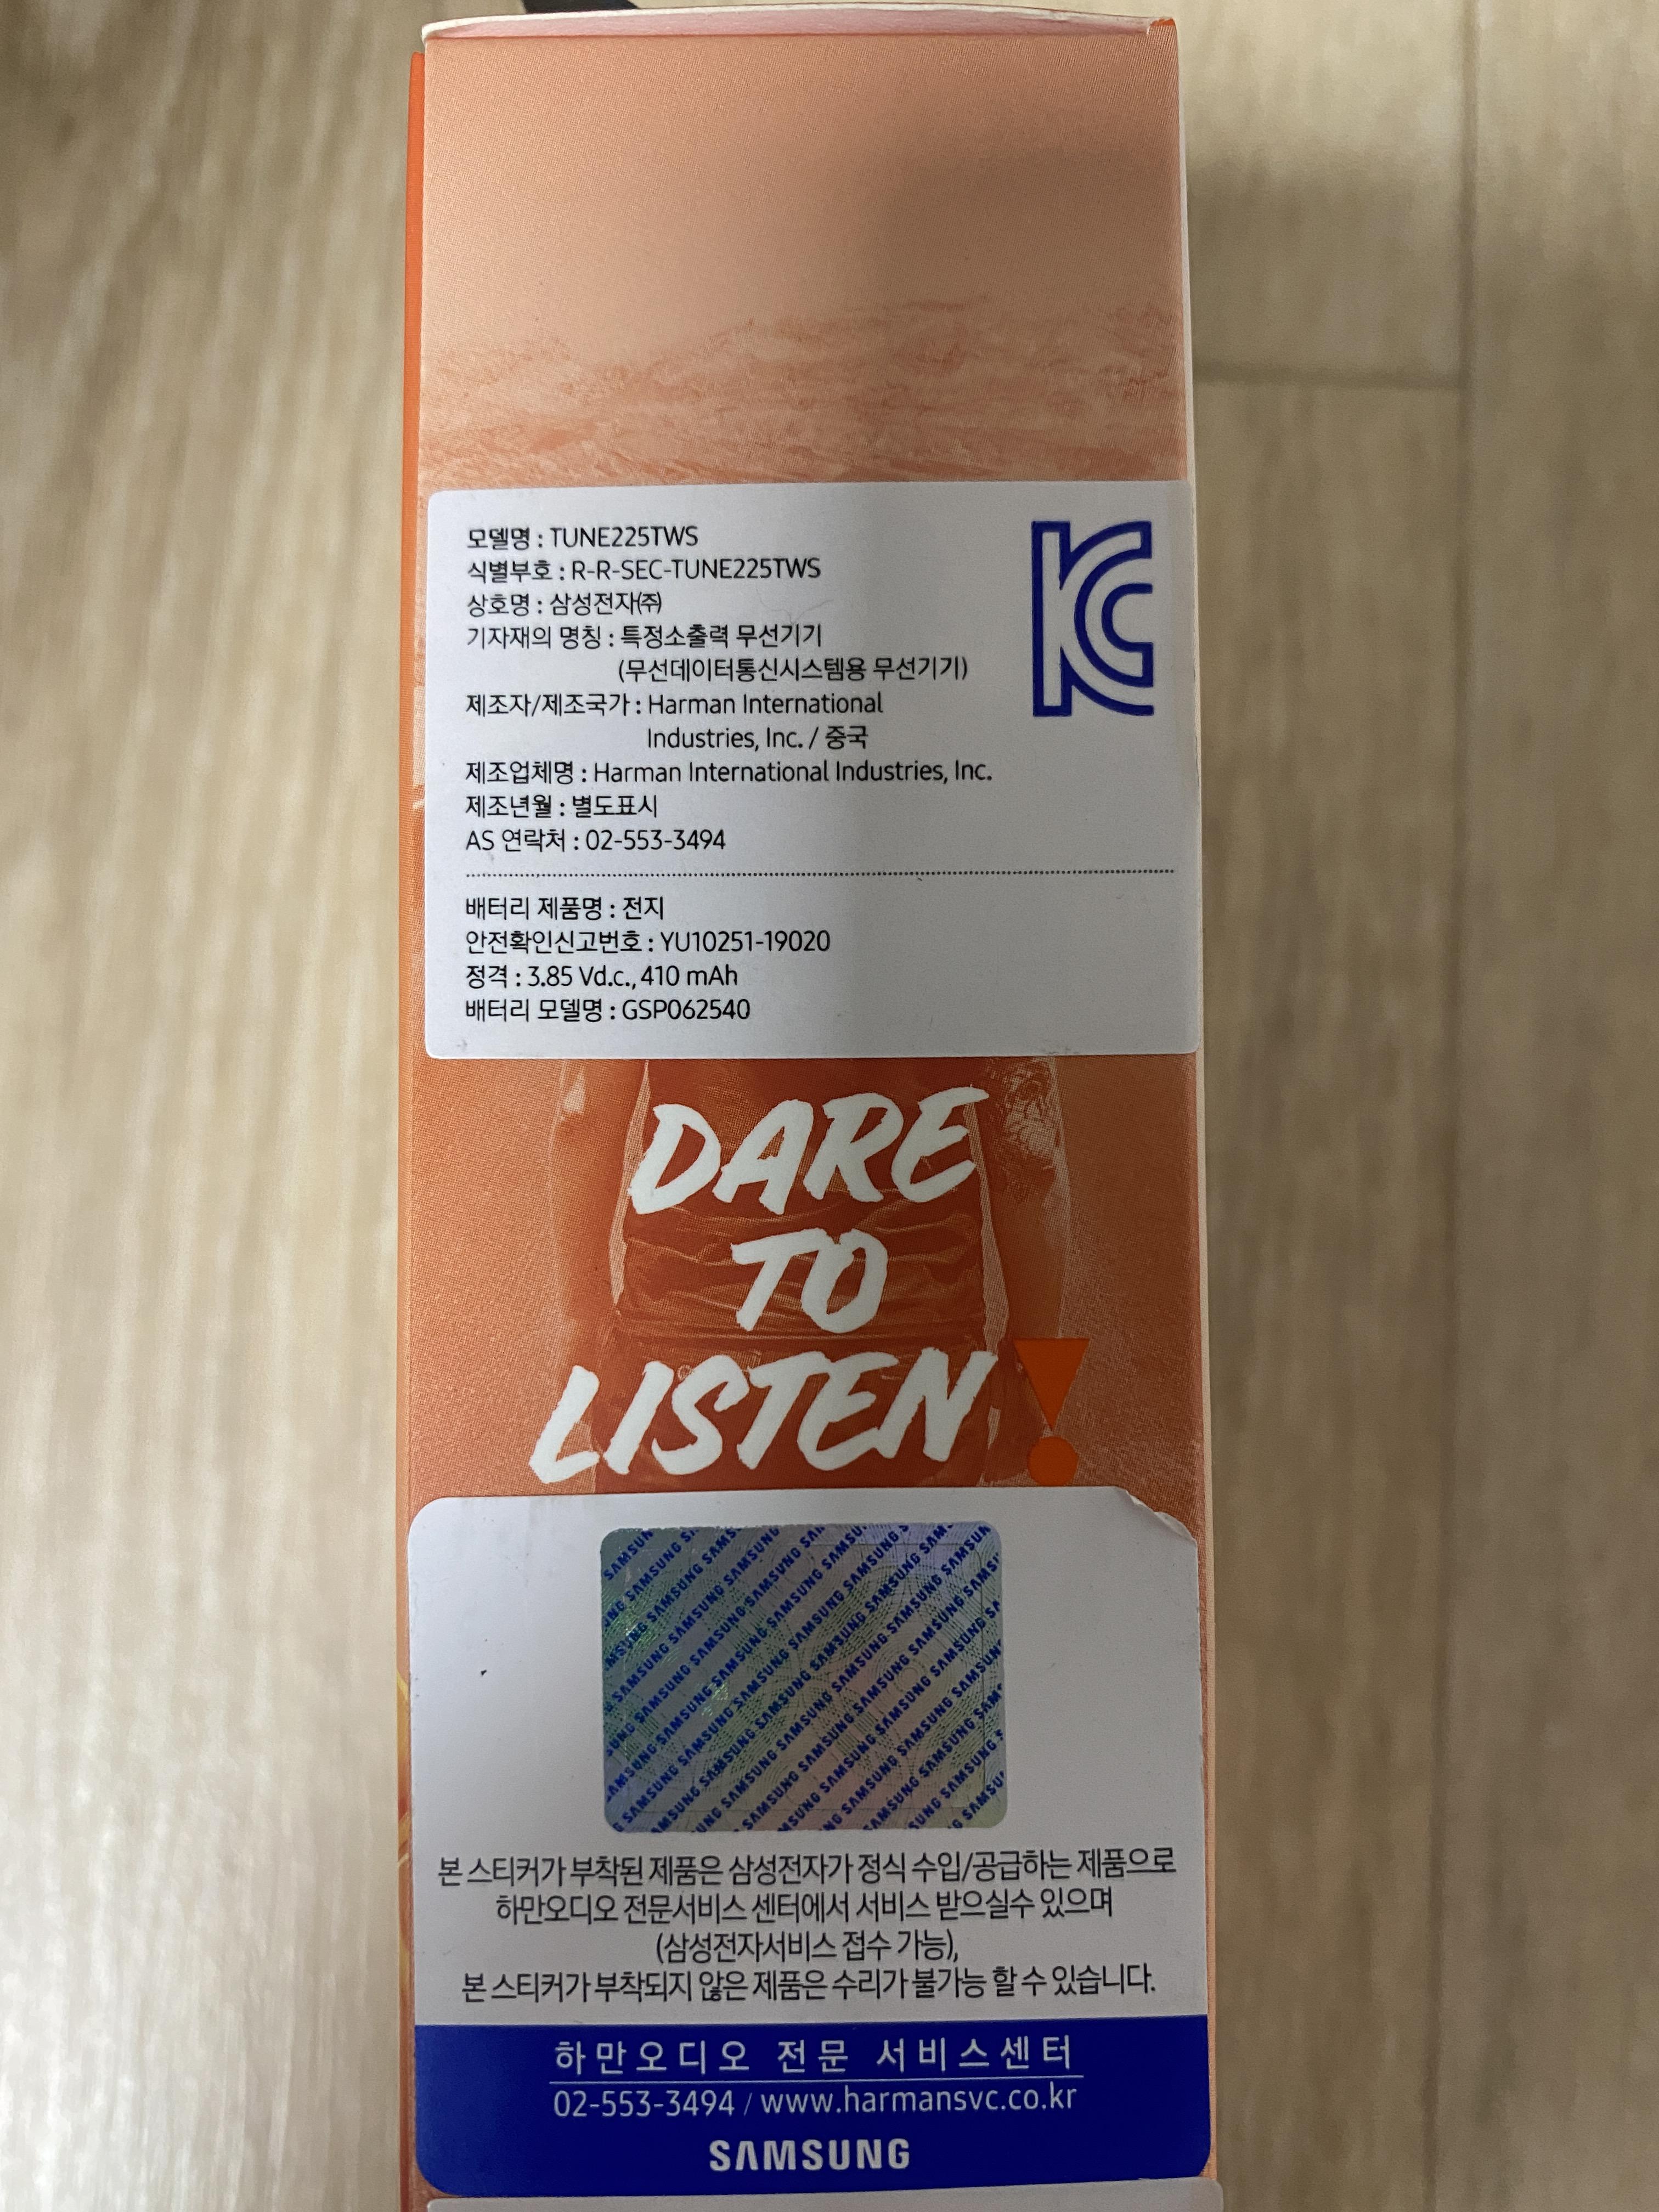 모델명 : TUNE225TWS
식별부호 : R-R-SEC-TUNE225TWS
상호명 : 삼성전자㈜
기자재의 명칭 : 특정소출력 무선기기
(무선데이터통신시스템용 무선기기)
제조자/제조국가 : Harman International
Industries, Inc. / 중국
제조업체명 : Harman International Industries, Inc.
제조년월 : 별도표시
AS 연락처 : 02-553-3494
배터리 제품명 : 전지
안전확인신고번호 : YU10251-19020
정격 : 3.85 Vd.c., 410 mAh
배터리 모델명 : GSP062540
DARE
TO
LISTEN!
본 스티커가 부착된 제품은 삼성전자가 정식 수입/공급하는 제품으로
하만오디오 전문서비스 센터에서 서비스 받으실수 있으며
(삼성전자서비스 접수 가능),
본 스티커가 부착되지 않은 제품은 수리가 불가능 할 수 있습니다.
하만오디오 전문 서비스센터
02-553-3494 / www.harmansvc.co.kr
SAMSUNG